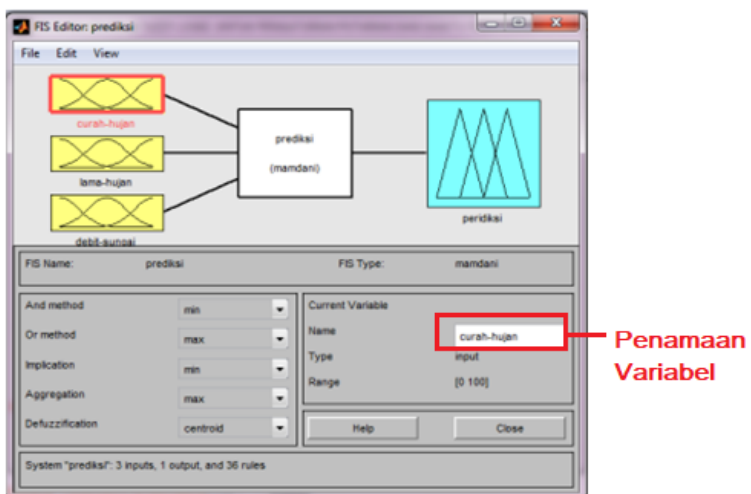 FIS Editor: prediksi
File Edit View
curah-hujan
lama-hujan
debit-sungai
prediksi
(mamdani)
peridiksi
FIS Name: prediksi FIS Type: mamdani
And method min
Or method max
Implication min
Aggregation max
Defuzzification centroid
Current Variable
Name curah-hujan
Type input
Range [0 100]
Help Close
System "prediksi": 3 inputs, 1 output, and 36 rules
Penamaan
Variabel